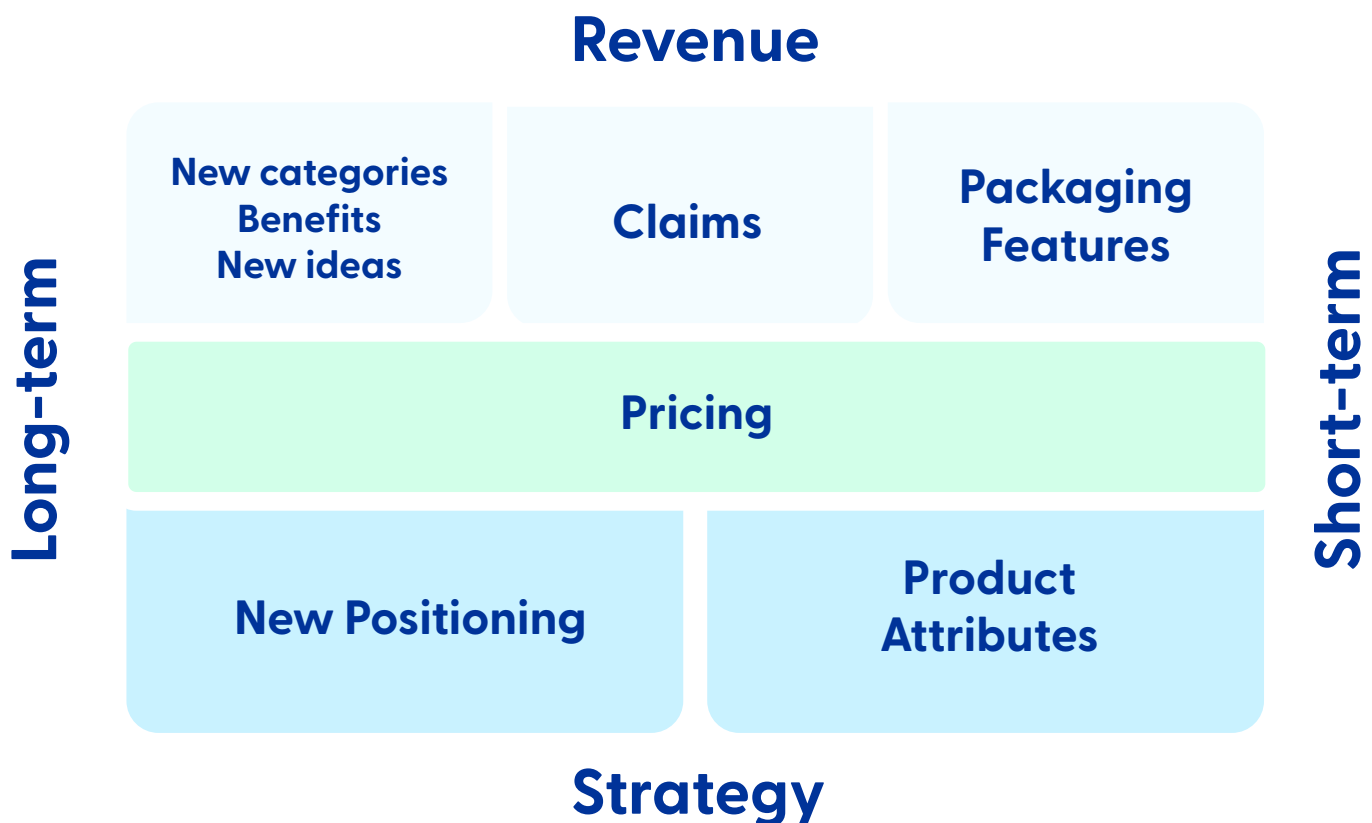 Revenue
New categories
Benefits
New ideas
Claims
Packaging
Features
Long-term
Short-term
Pricing
New Positioning
Product
Attributes
Strategy